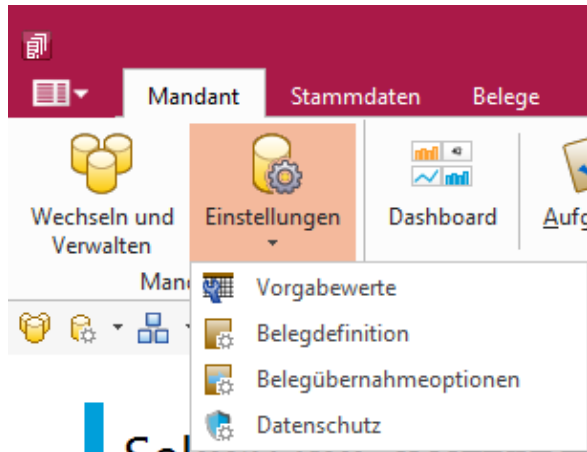 Mandant Stammdaten Belege
Wechseln und Verwalten
Einstellungen
Dashboard
Vorgabewerte
Belegdefinition
Belegübernahmeoptionen
Datenschutz